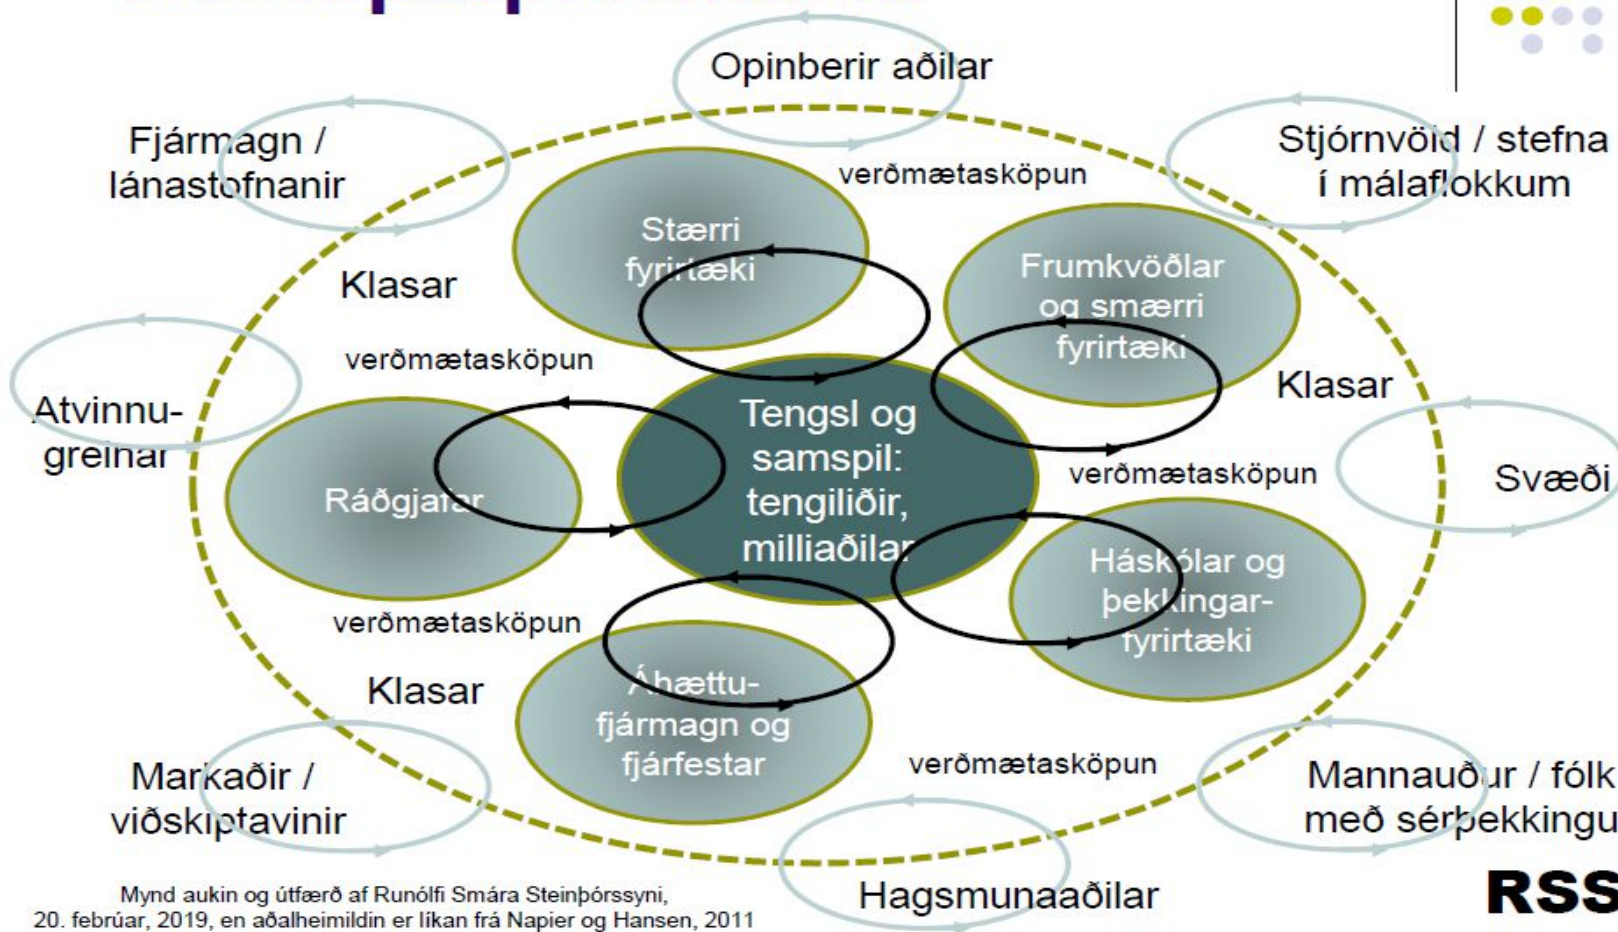 Opinberir aðilar
Fjármagn /
lánastofnanir
Stjórnvöld / stefna
í málaflokkum
verðmætasköpun
Stærri
fyrirtæki
Frumkvöðlar
og smærri
fyrirtæki
Klasar
verðmætasköpun
Klasar
Atvinnu-
greinar
Tengsl og
samspil:
tengiliðir,
milliaðilar
verðmætasköpun
Svæði
Ráðgjafar
Háskólar og
þekkingar-
fyrirtæki
verðmætasköpun
Klasar
Áhættu-
fjármagn og
fjárfestar
verðmætasköpun
Markaðir /
viðskiptavinir
Mannauður / fólk
með sérþekkingu
Hagsmunaaðilar
Mynd aukin og útfærð af Runólfi Smára Steinþórssyni,
20. febrúar, 2019, en aðalheimildin er líkan frá Napier og Hansen, 2011
RSS